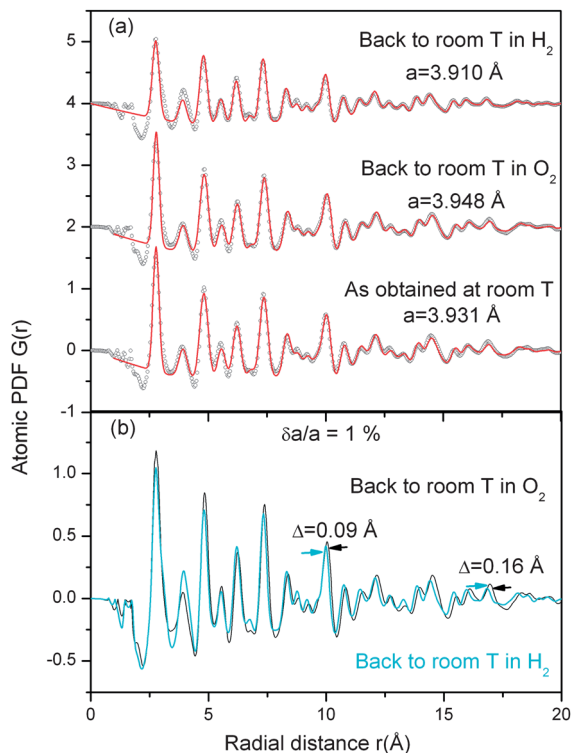 (a)
Back to room T in H2
a=3.910 Å
Back to room T in O2
a=3.948 Å
As obtained at room T
a=3.931 Å
5
4
2
0
-1
Atomic PDF G(r)
(b)
δa/a = 1 %
Back to room T in O2
Δ=0.09 Å
Δ=0.16 Å
Back to room T in H2
1.0
0.5
0.0
-0.5
0 5 10 15 20
Radial distance r(Å)